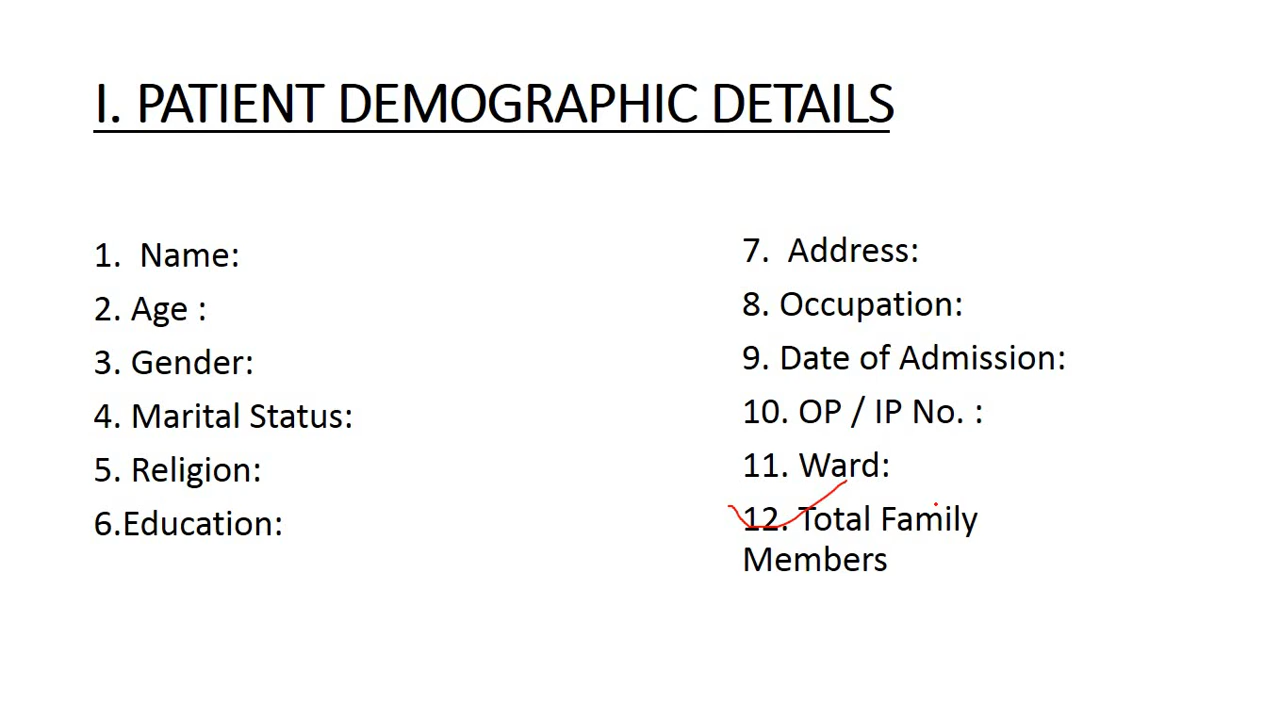 I. PATIENT DEMOGRAPHIC DETAILS
1.  Name:
2. Age :
3. Gender:
4. Marital Status:
5. Religion:
6.Education:
7.  Address:
8. Occupation:
9. Date of Admission:
10. OP / IP No. :
11. Ward:
12. Total Family
Members